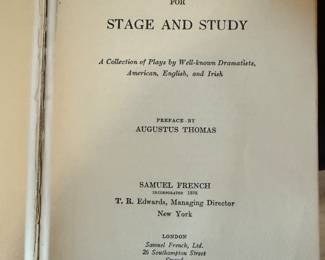 FOR
STAGE AND STUDY
A Collection of Plays by Well-known Dramatists,
American, English, and Irish
PREFACE BY
AUGUSTUS THOMAS
SAMUEL FRENCH
INCORPORATED 1898
T. R. Edwards, Managing Director
New York
LONDON
Samuel French, Ltd.
26 Southampton Street
Strand